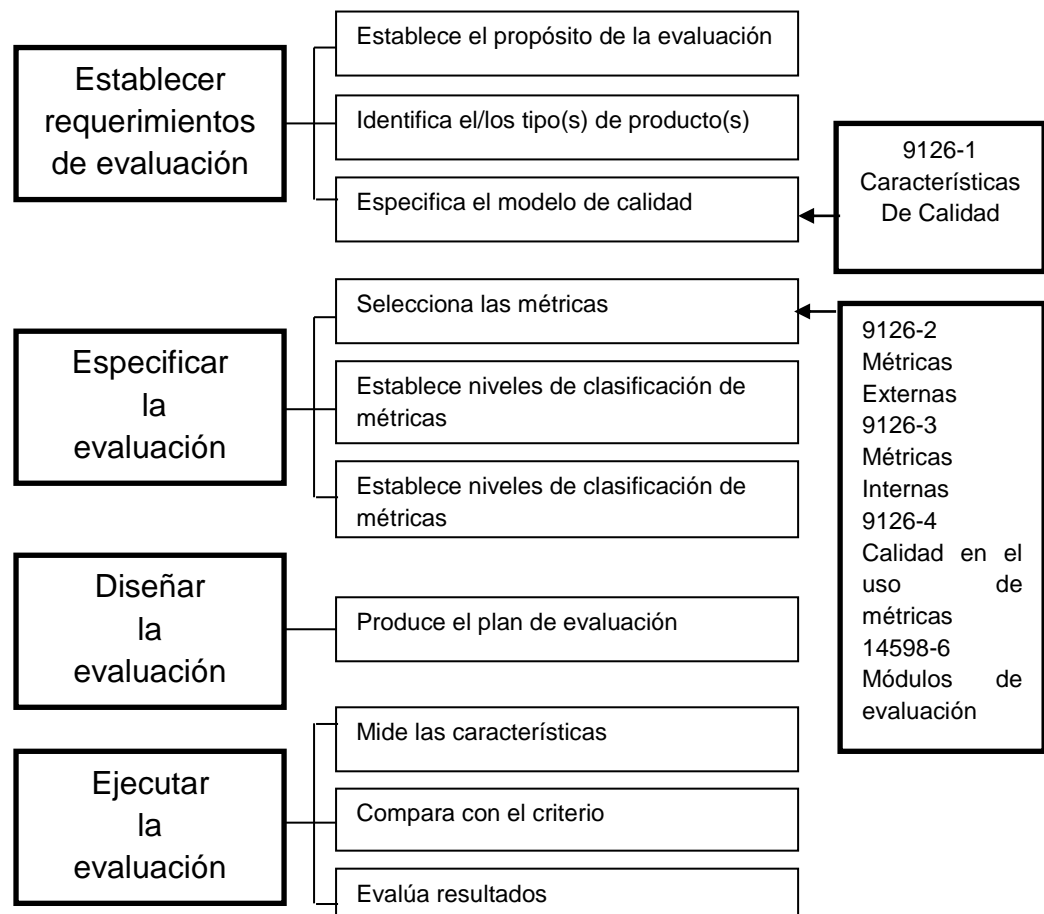 Establecer
requerimientos
de evaluación
Establece el propósito de la evaluación
Identifica el/los tipo(s) de producto(s)
Especifica el modelo de calidad
9126-1
Características
De Calidad
Especificar
la
evaluación
Selecciona las métricas
Establece niveles de clasificación de
métricas
Establece niveles de clasificación de
métricas
9126-2
Métricas
Externas
9126-3
Métricas
Internas
9126-4
Calidad en el
uso de
métricas
14598-6
Módulos de
evaluación
Diseñar
la
evaluación
Produce el plan de evaluación
Ejecutar
la
evaluación
Mide las características
Compara con el criterio
Evalúa resultados